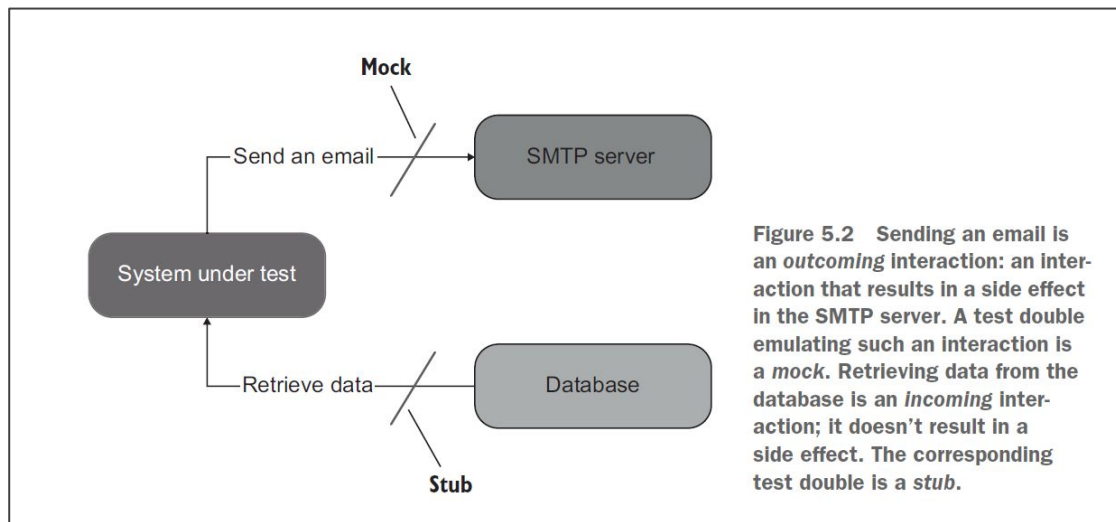 Mock
Send an email
SMTP server
System under test
Retrieve data
Database
Stub
Figure 5.2 Sending an email is
an outcoming interaction: an inter-
action that results in a side effect
in the SMTP server. A test double
emulating such an interaction is
a mock. Retrieving data from the
database is an incoming inter-
action; it doesn't result in a
side effect. The corresponding
test double is a stub.